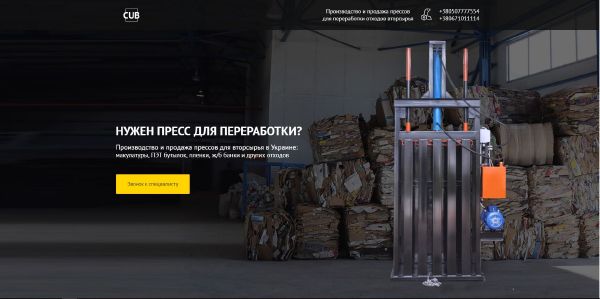 CUB
Производство и продажа прессов
для переработки отходов вторсырья
+380507777554
+380671011114
НУЖЕН ПРЕСС ДЛЯ ПЕРЕРАБОТКИ?
Производство и продажа прессов для вторсырья в Украине:
макулатуры, ПЭТ бутылок, пленки, ж/б банки и других отходов
Звонок к специалисту